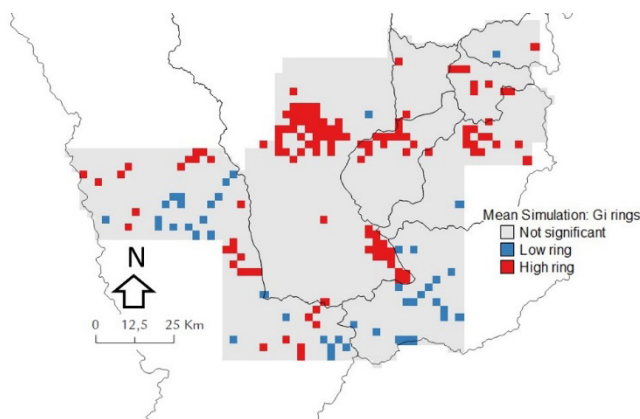 Mean Simulation: Gi rings
Not significant
Low ring
High ring
N
0 12,5 25 Km